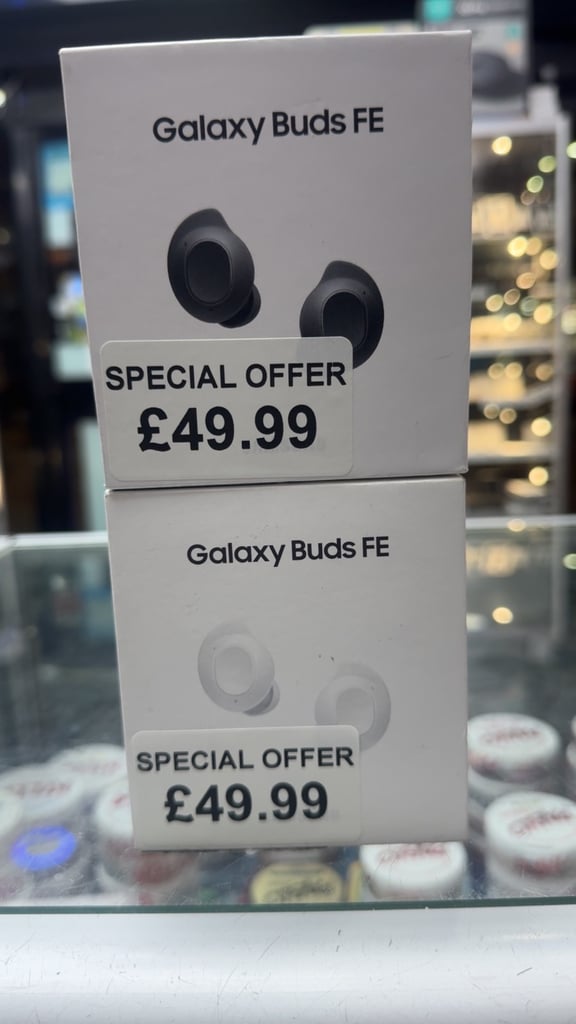 Galaxy Buds FE
SPECIAL OFFER
£49.99
Galaxy Buds FE
SPECIAL OFFER
£49.99